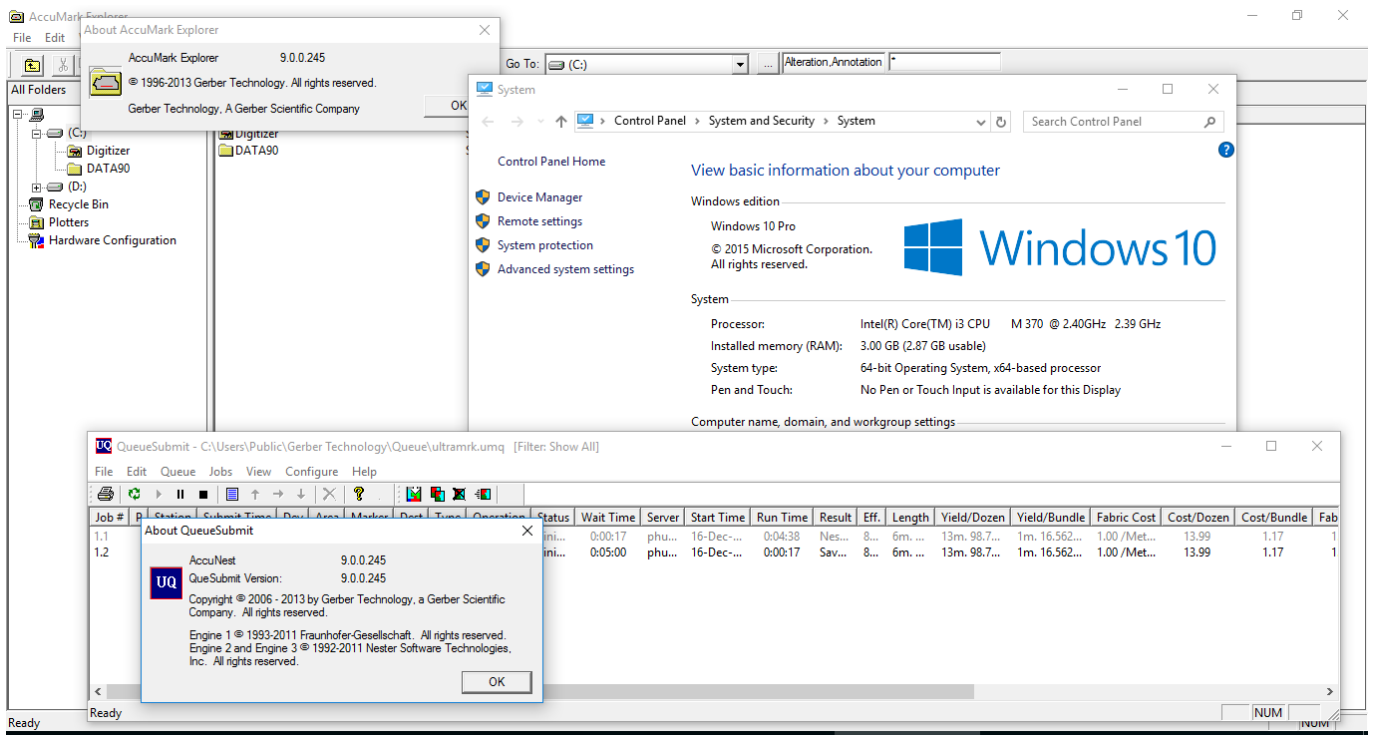 AccuMark Explorer
File Edit
About AccuMark Explorer
AccuMark Explorer 9.0.0.245
© 1996-2013 Gerber Technology. All rights reserved.
Gerber Technology, A Gerber Scientific Company
OK
Go To: (C:) ... Alteration,Annotation *
All Folders
(C:)
Digitizer
DATA90
(D:)
Recycle Bin
Plotters
Hardware Configuration
Digitizer
DATA90
System
Control Panel > System and Security > System
Search Control Panel
Control Panel Home
Device Manager
Remote settings
System protection
Advanced system settings
?
View basic information about your computer
Windows edition
Windows 10 Pro
© 2015 Microsoft Corporation.
All rights reserved.
Windows 10
System
Processor: Intel(R) Core(TM) i3 CPU M 370 @ 2.40GHz 2.39 GHz
Installed memory (RAM): 3.00 GB (2.87 GB usable)
System type: 64-bit Operating System, x64-based processor
Pen and Touch: No Pen or Touch Input is available for this Display
Computer name, domain, and workgroup settings
UQ QueueSubmit - C:\Users\Public\Gerber Technology\Queue\ultramrk.umq [Filter: Show All]
File Edit Queue Jobs View Configure Help
Job # P Station Submit Time Dev Area Marker Dest Type Operation Status Wait Time Server Start Time Run Time Result Eff. Length Yield/Dozen Yield/Bundle Fabric Cost Cost/Dozen Cost/Bundle Fab
1.1 ini... 0:00:17 phu... 16-Dec-... 0:04:38 Nes... 8... 6m. ... 13m. 98.7... 1m. 16.562... 1.00 /Met... 13.99 1.17 1
1.2 ini... 0:05:00 phu... 16-Dec-... 0:00:17 Sav... 8... 6m. ... 13m. 98.7... 1m. 16.562... 1.00 /Met... 13.99 1.17 1
About QueueSubmit
UQ
AccuNest 9.0.0.245
QueSubmit Version: 9.0.0.245
Copyright © 2006 - 2013 by Gerber Technology, a Gerber Scientific
Company. All rights reserved.
Engine 1 © 1993-2011 Fraunhofer-Gesellschaft. All rights reserved.
Engine 2 and Engine 3 © 1992-2011 Nester Software Technologies,
Inc. All rights reserved.
OK
Ready NUM
Ready NUM